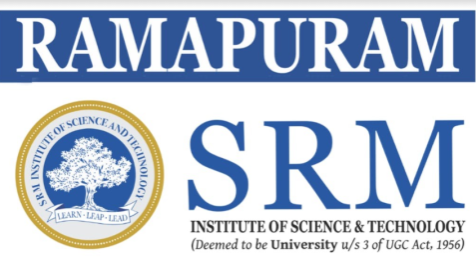 RAMAPURAM
SRM INSTITUTE OF SCIENCE AND TECHNOLOGY
LEARN - LEAP - LEAD
SRM
INSTITUTE OF SCIENCE & TECHNOLOGY
(Deemed to be University u/s 3 of UGC Act, 1956)